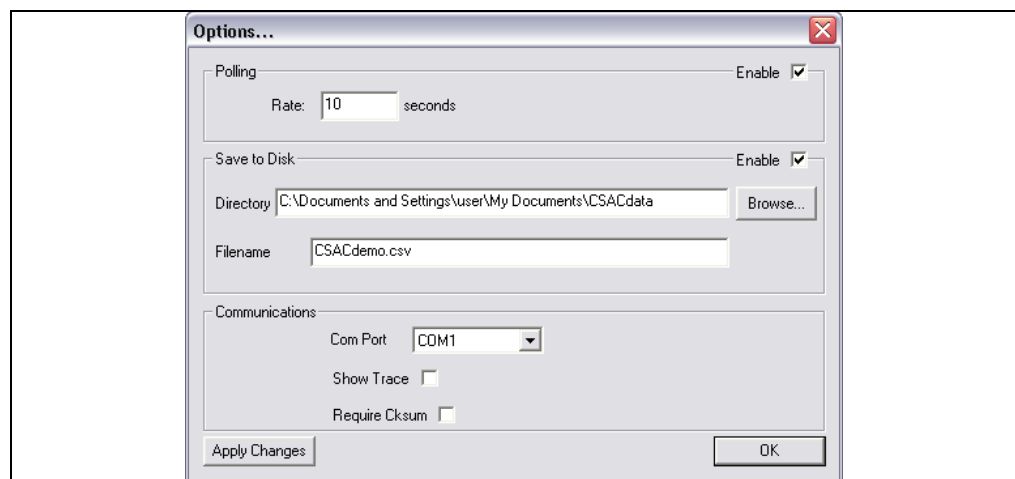 Options...
Polling Enable
Rate: 10 seconds
Save to Disk Enable
Directory C:\Documents and Settings\user\My Documents\CSACdata Browse...
Filename CSACdemo.csv
Communications
Com Port COM1
Show Trace
Require Cksum
Apply Changes OK